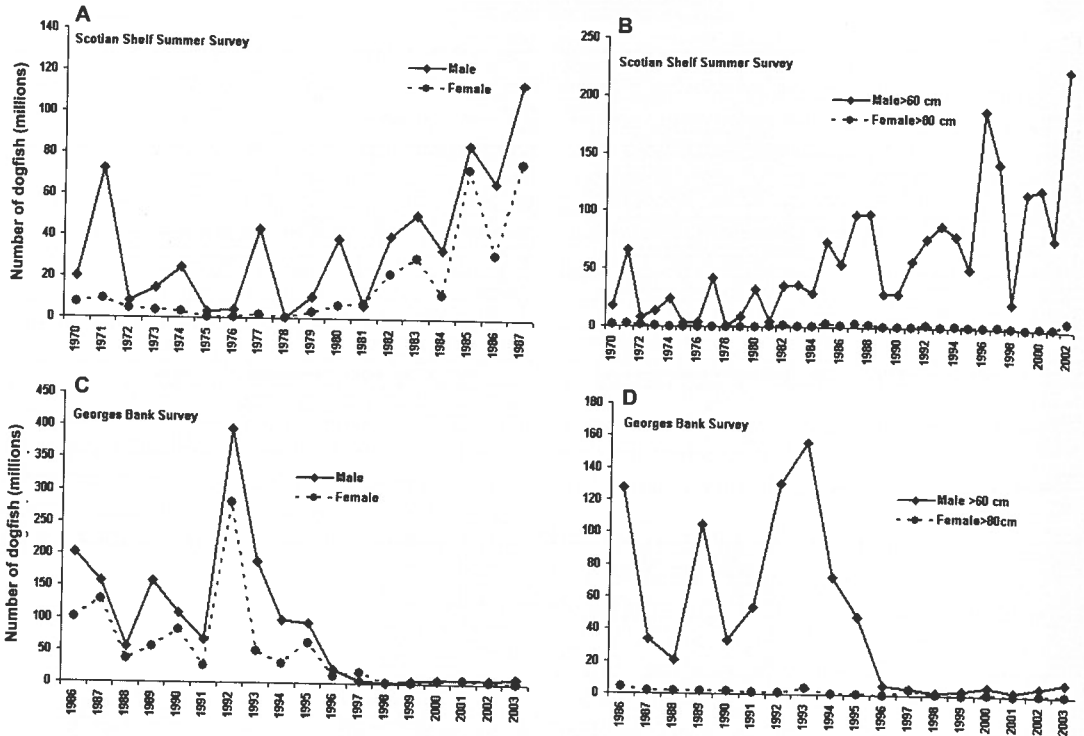 A
Scotian Shelf Summer Survey
Male
Female
Number of dogfish (millions)
140
120
100
80
60
40
20
0
1970 1971 1972 1973 1974 1975 1976 1977 1978 1979 1980 1981 1982 1983 1984 1985 1986 1987
B
Scotian Shelf Summer Survey
Male>60 cm
Female>80 cm
250
200
150
100
50
0
1970 1972 1974 1976 1978 1980 1982 1984 1986 1988 1990 1992 1994 1996 1998 2000 2002
C
Georges Bank Survey
Male
Female
Number of dogfish (millions)
450
400
350
300
250
200
150
100
50
0
1986 1987 1988 1989 1990 1991 1992 1993 1994 1995 1996 1997 1998 1999 2000 2001 2002 2003
D
Georges Bank Survey
Male >60 cm
Female>80cm
180
160
140
120
100
80
60
40
20
0
1986 1987 1988 1989 1990 1991 1992 1993 1994 1995 1996 1997 1998 1999 2000 2001 2002 2003